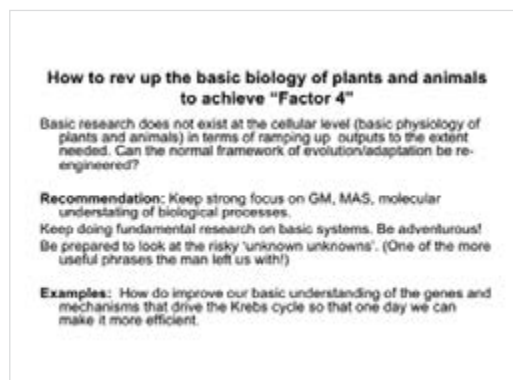 How to rev up the basic biology of plants and animals
to achieve “Factor 4”
Basic research does not exist at the cellular level (basic physiology of
plants and animals) in terms of ramping up outputs to the extent
needed. Can the normal framework of evolution/adaptation be re-
engineered?
Recommendation: Keep strong focus on GM, MAS, molecular
understating of biological processes.
Keep doing fundamental research on basic systems. Be adventurous!
Be prepared to look at the risky ‘unknown unknowns’. (One of the more
useful phrases the man left us with!)
Examples: How do improve our basic understanding of the genes and
mechanisms that drive the Krebs cycle so that one day we can
make it more efficient.